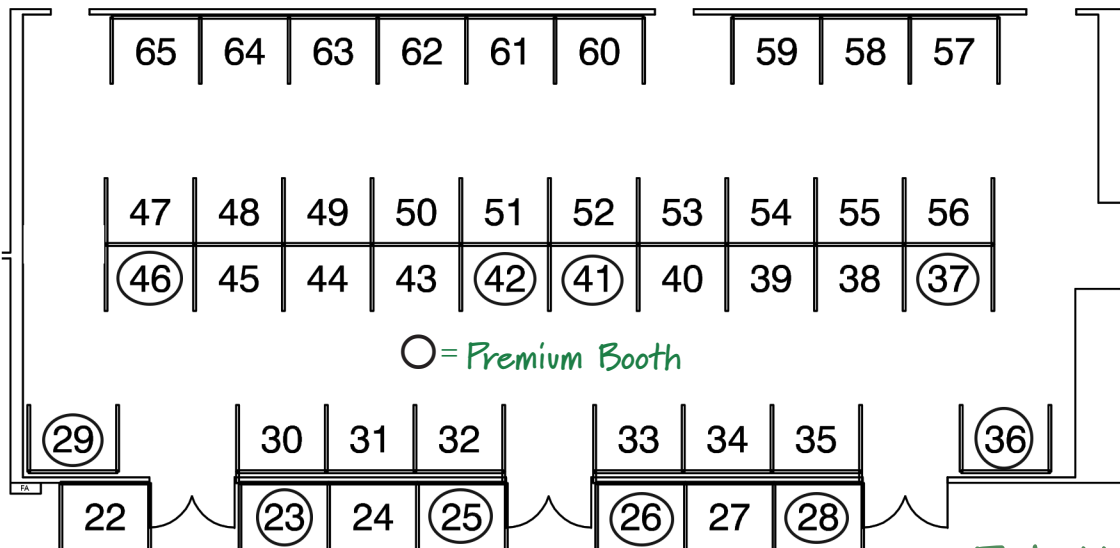 65 64 63 62 61 60 59 58 57
47 48 49 50 51 52 53 54 55 56
46 45 44 43 42 41 40 39 38 37
= Premium Booth
29 30 31 32 33 34 35 36
FA
22 23 24 25 26 27 28